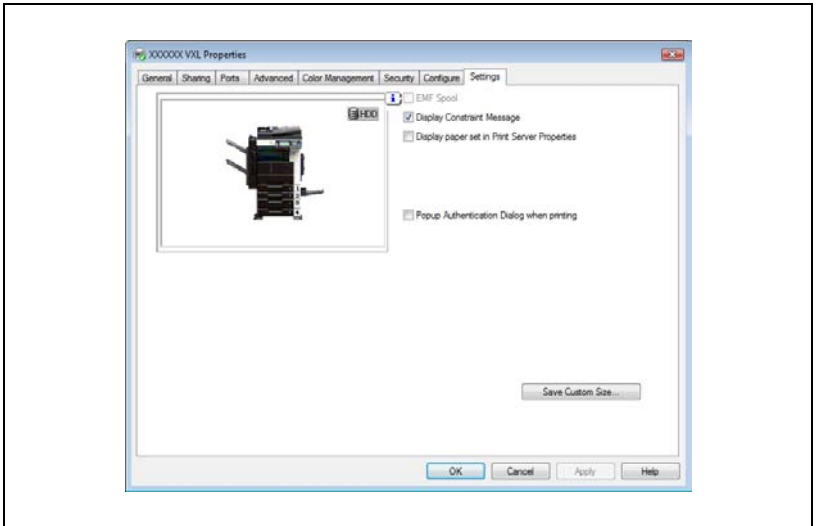 XXXXXX VXL Properties
General Sharing Ports Advanced Color Management Security Configure Settings
EMF Spool
HDD
Display Constraint Message
Display paper set in Print Server Properties
Popup Authentication Dialog when printing
Save Custom Size...
OK Cancel Apply Help